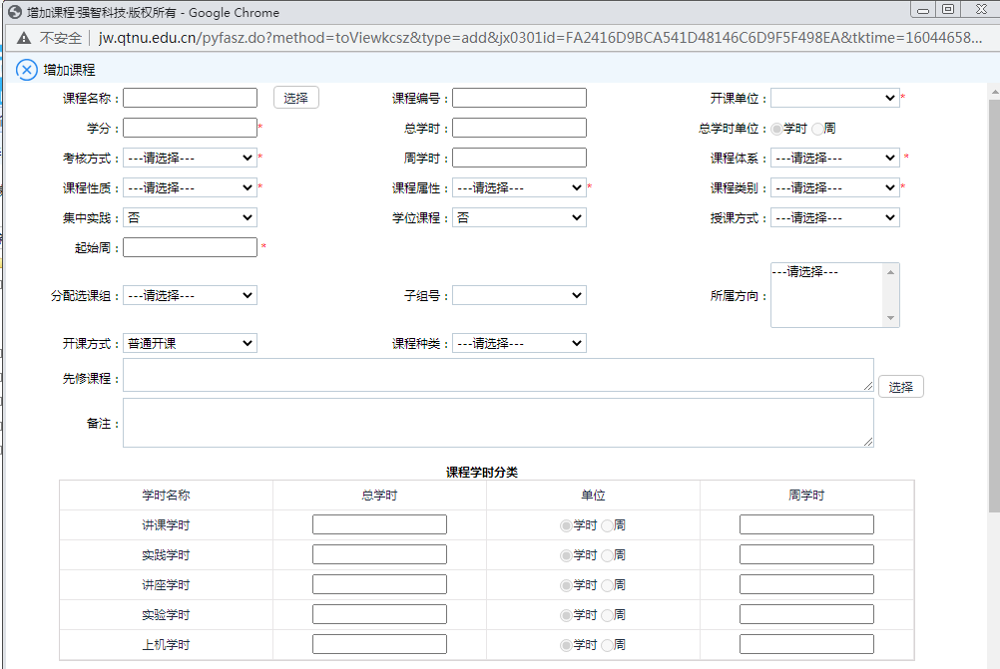 增加课程·强智科技·版权所有 - Google Chrome
不安全 jw.qtnu.edu.cn/pyfasz.do?method=toViewkcsz&type=add&jx0301id=FA2416D9BCA541D48146C6D9F5F498EA&tktime=16044658...
增加课程
课程名称： 选择 课程编号： 开课单位： *
学分： * 总学时： 总学时单位： 学时 周
考核方式： ---请选择--- * 周学时： 课程体系： ---请选择--- *
课程性质： ---请选择--- * 课程属性： ---请选择--- * 课程类别： ---请选择--- *
集中实践： 否 学位课程： 否 授课方式： ---请选择---
起始周： *
分配选课组： ---请选择--- 子组号： 所属方向： ---请选择---
开课方式： 普通开课 课程种类： ---请选择---
先修课程： 选择
备注：
课程学时分类
学时名称 总学时 单位 周学时
讲课学时 学时 周
实践学时 学时 周
讲座学时 学时 周
实验学时 学时 周
上机学时 学时 周